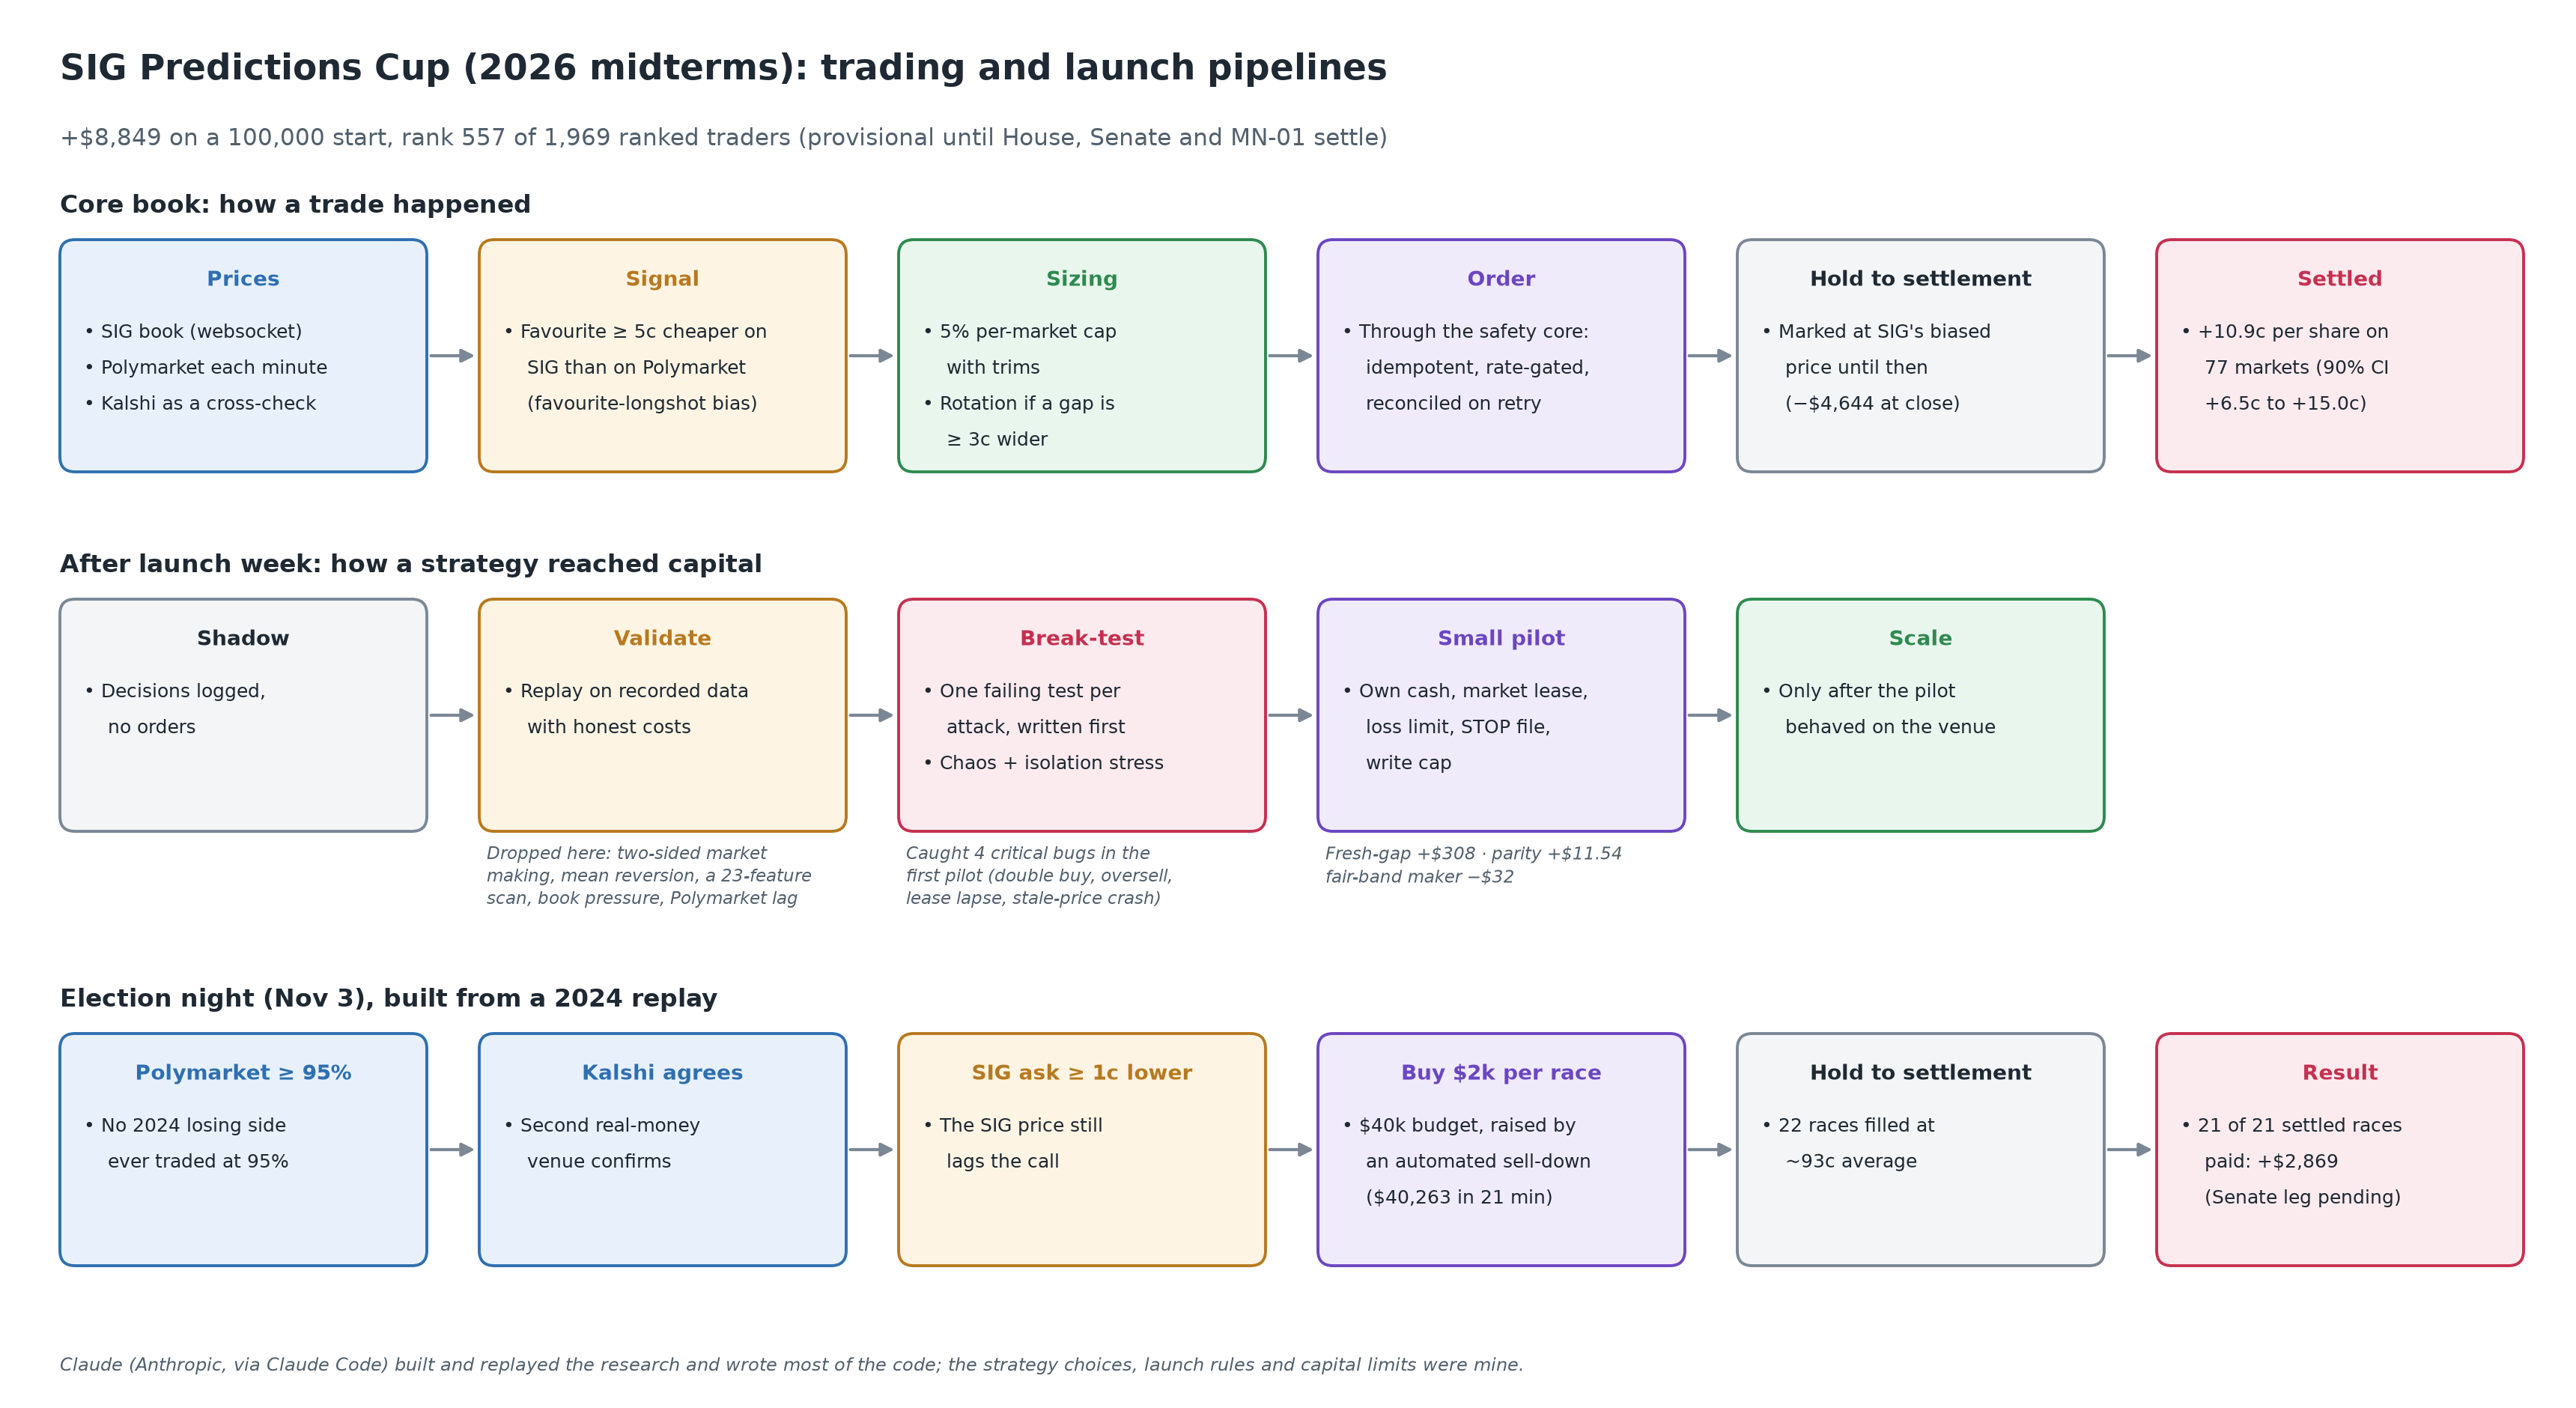 SIG Predictions Cup (2026 midterms): trading and launch pipelines
+$8,849 on a 100,000 start, rank 557 of 1,969 ranked traders (provisional until House, Senate and MN-01 settle)
Core book: how a trade happened
Prices
• SIG book (websocket)
• Polymarket each minute
• Kalshi as a cross-check
Signal
• Favourite ≥ 5c cheaper on
SIG than on Polymarket
(favourite-longshot bias)
Sizing
• 5% per-market cap
with trims
• Rotation if a gap is
≥ 3c wider
Order
• Through the safety core:
idempotent, rate-gated,
reconciled on retry
Hold to settlement
• Marked at SIG's biased
price until then
(−$4,644 at close)
Settled
• +10.9c per share on
77 markets (90% CI
+6.5c to +15.0c)
After launch week: how a strategy reached capital
Shadow
• Decisions logged,
no orders
Validate
• Replay on recorded data
with honest costs
Dropped here: two-sided market
making, mean reversion, a 23-feature
scan, book pressure, Polymarket lag
Break-test
• One failing test per
attack, written first
• Chaos + isolation stress
Caught 4 critical bugs in the
first pilot (double buy, oversell,
lease lapse, stale-price crash)
Small pilot
• Own cash, market lease,
loss limit, STOP file,
write cap
Fresh-gap +$308 · parity +$11.54
fair-band maker −$32
Scale
• Only after the pilot
behaved on the venue
Election night (Nov 3), built from a 2024 replay
Polymarket ≥ 95%
• No 2024 losing side
ever traded at 95%
Kalshi agrees
• Second real-money
venue confirms
SIG ask ≥ 1c lower
• The SIG price still
lags the call
Buy $2k per race
• $40k budget, raised by
an automated sell-down
($40,263 in 21 min)
Hold to settlement
• 22 races filled at
~93c average
Result
• 21 of 21 settled races
paid: +$2,869
(Senate leg pending)
Claude (Anthropic, via Claude Code) built and replayed the research and wrote most of the code; the strategy choices, launch rules and capital limits were mine.